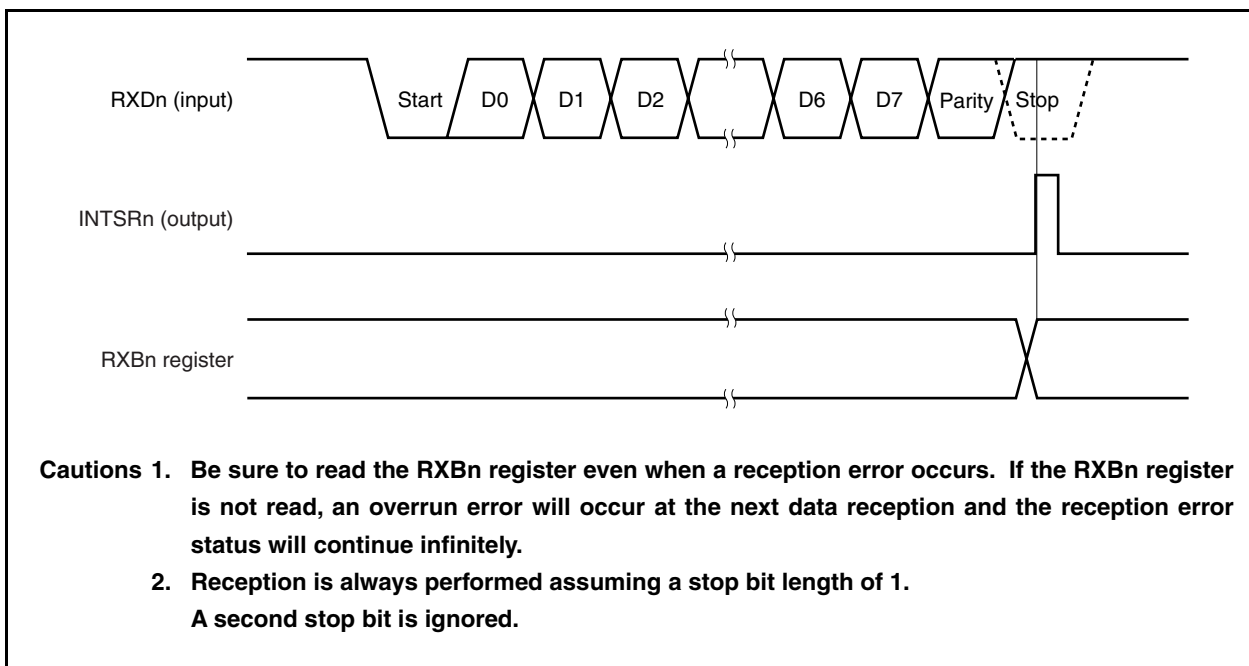 RXDn (input)
Start D0 D1 D2 D6 D7 Parity Stop
INTSRn (output)
RXBn register
Cautions 1. Be sure to read the RXBn register even when a reception error occurs. If the RXBn register
is not read, an overrun error will occur at the next data reception and the reception error
status will continue infinitely.
2. Reception is always performed assuming a stop bit length of 1.
A second stop bit is ignored.